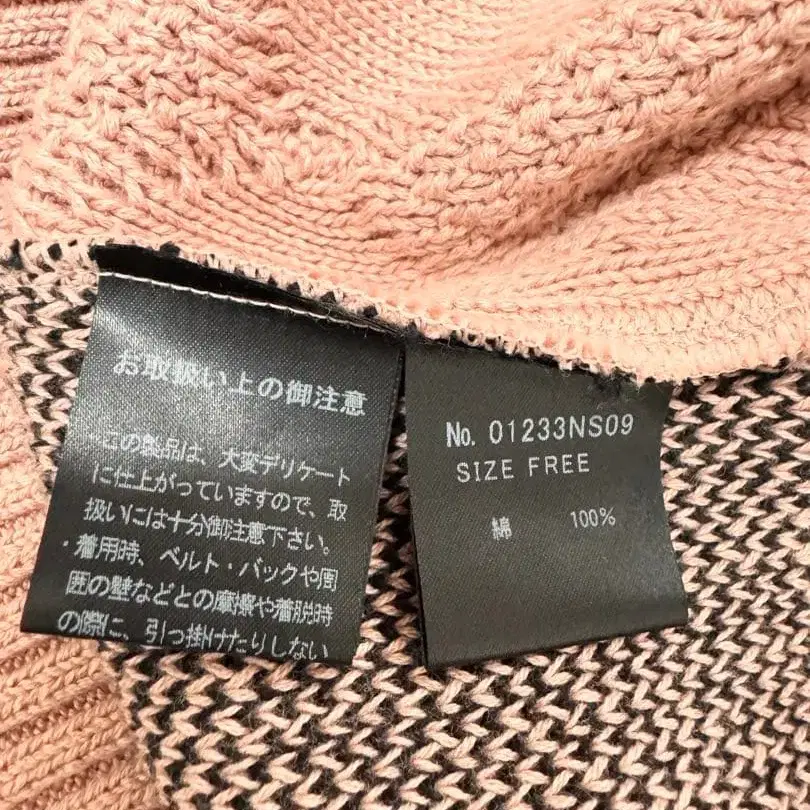 お取扱い上の御注意
・この製品は、大変デリケート
に仕上がっていますので、取
扱いには十分御注意下さい。
・着用時、ベルト・バックや周
囲の壁などとの摩擦や着脱時
の際に、引っ掛けたりしない
No. 01233NS09
SIZE FREE
綿 100%